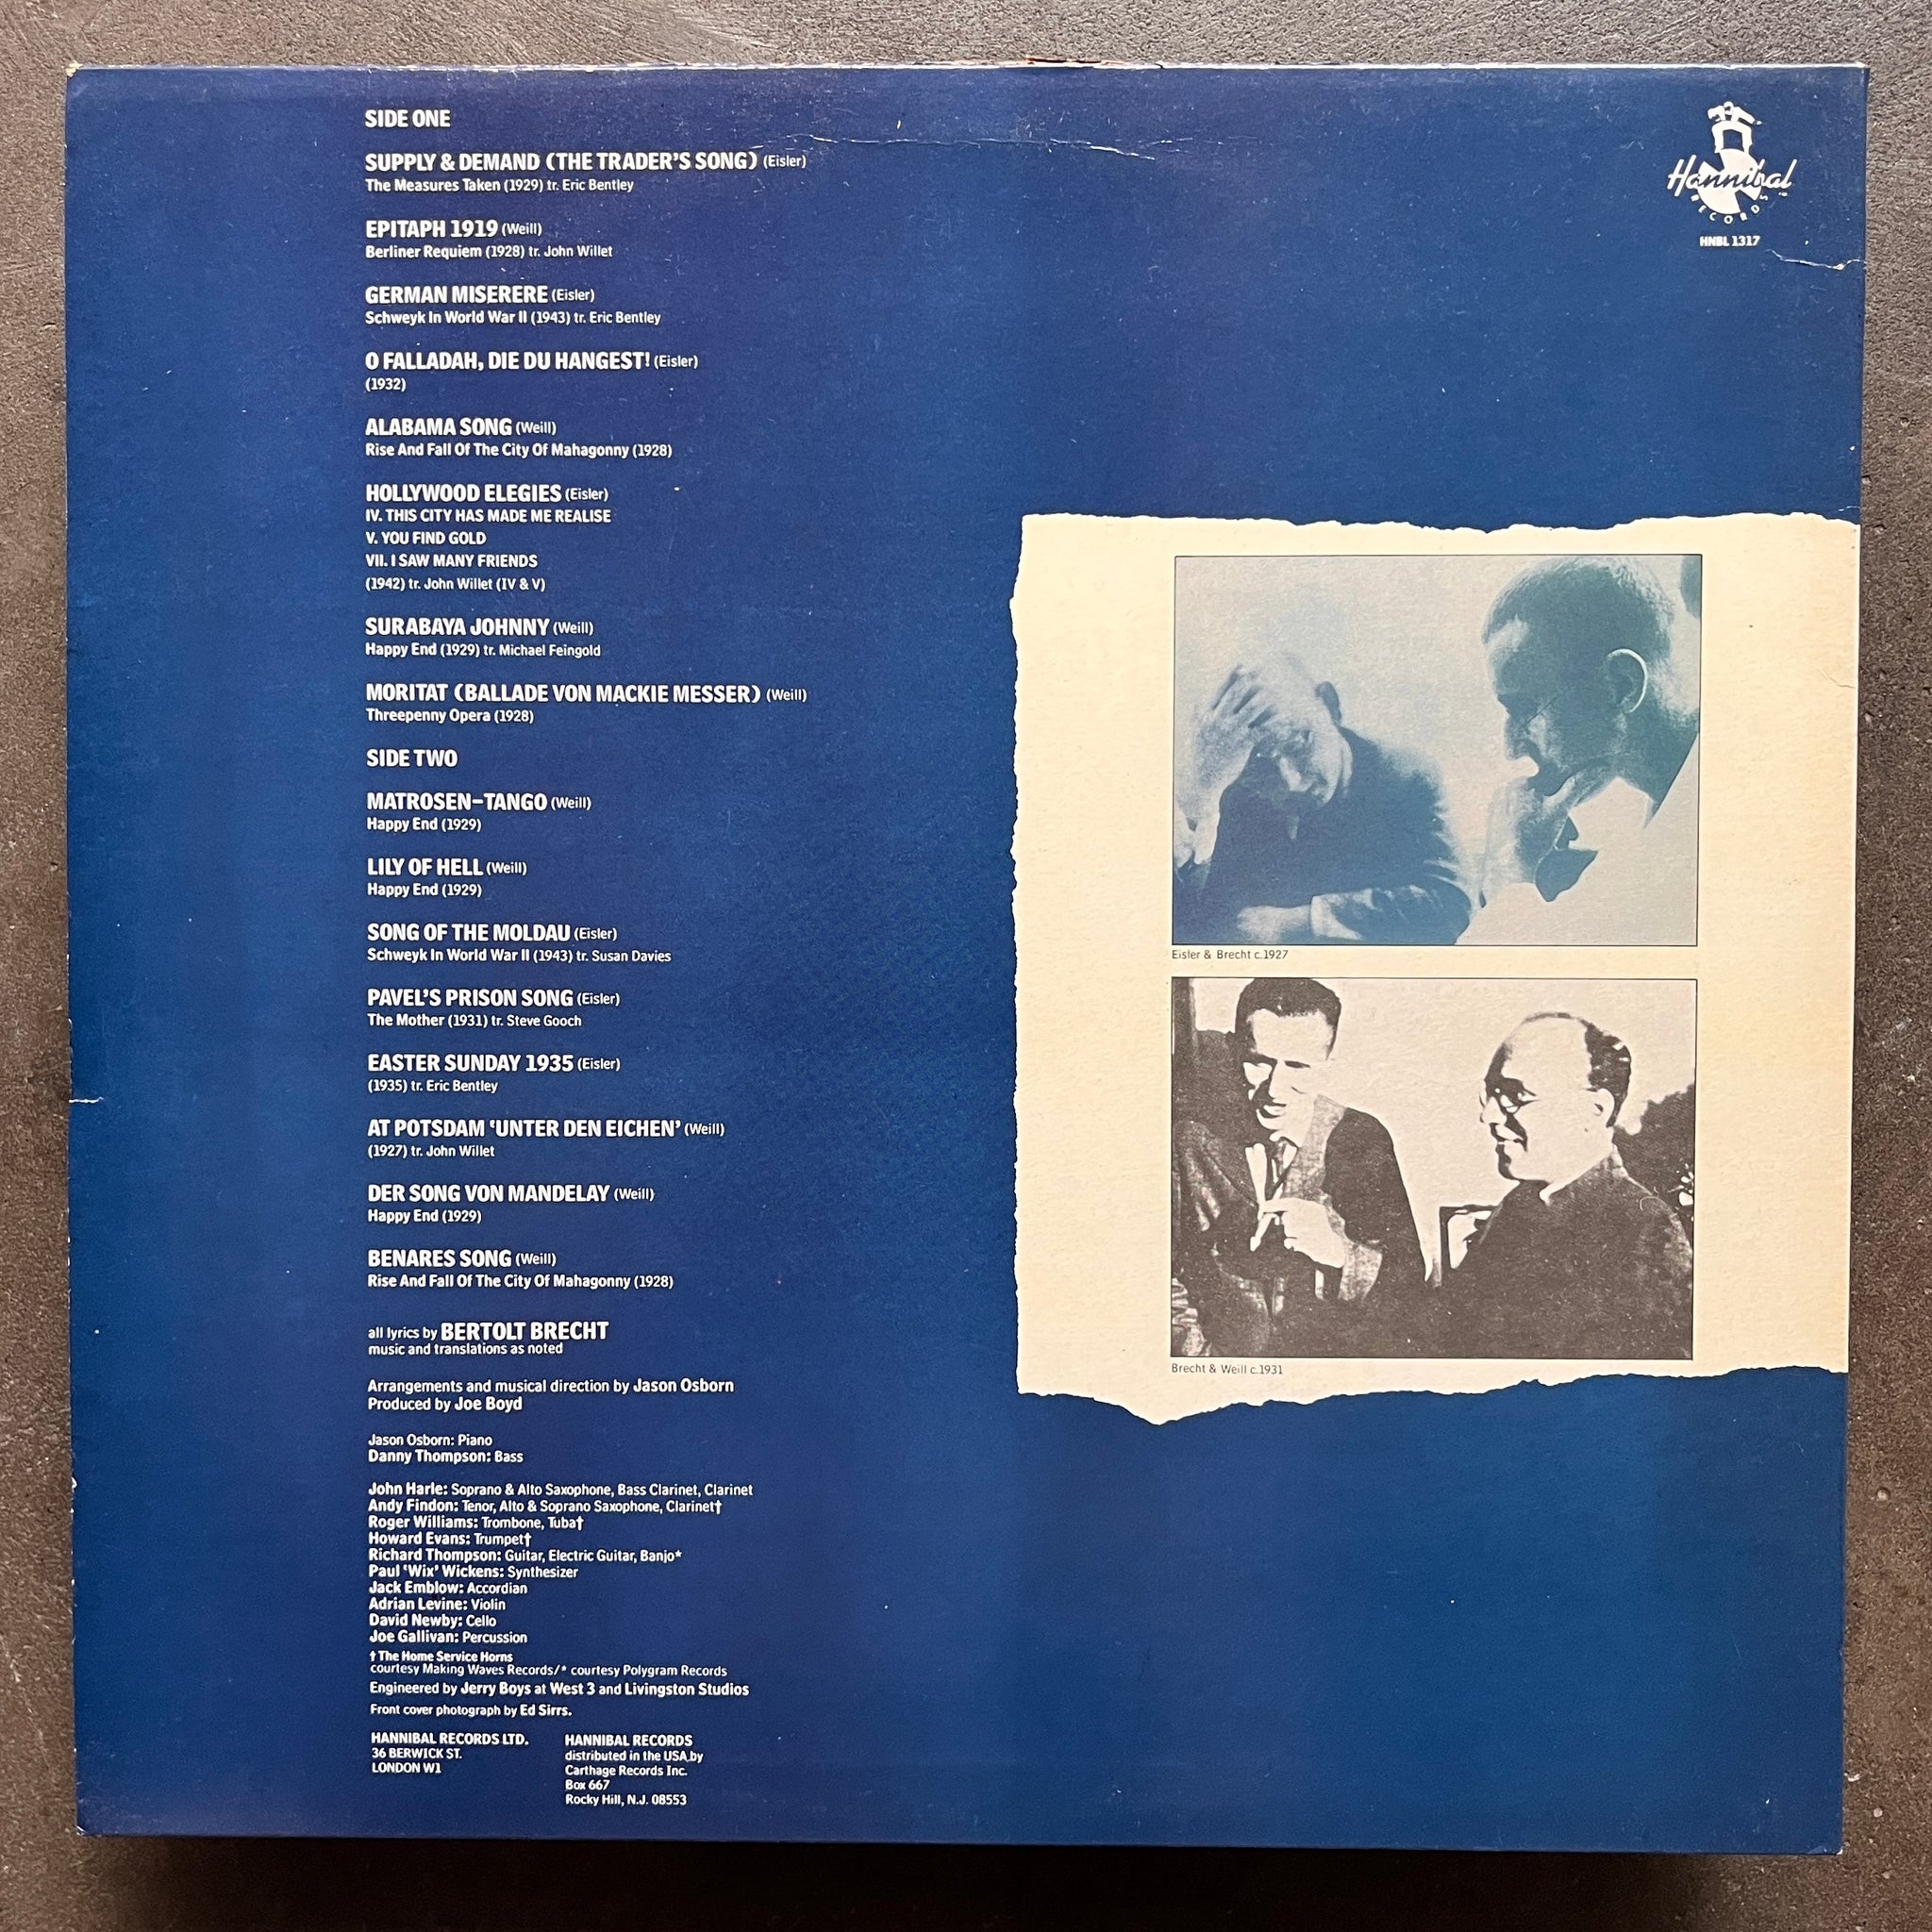 SIDE ONE
SUPPLY & DEMAND (THE TRADER'S SONG) (Eisler)
The Measures Taken (1929) tr. Eric Bentley
EPITAPH 1919 (Weill)
Berliner Requiem (1928) tr. John Willet
GERMAN MISERERE (Eisler)
Schweyk In World War II (1943) tr. Eric Bentley
O FALLADAH, DIE DU HANGEST! (Eisler)
(1932)
ALABAMA SONG (Weill)
Rise And Fall Of The City Of Mahagonny (1928)
HOLLYWOOD ELEGIES (Eisler)
IV. THIS CITY HAS MADE ME REALISE
V. YOU FIND GOLD
VII. I SAW MANY FRIENDS
(1942) tr. John Willet (IV & V)
SURABAYA JOHNNY (Weill)
Happy End (1929) tr. Michael Feingold
MORITAT (BALLADE VON MACKIE MESSER) (Weill)
Threepenny Opera (1928)
SIDE TWO
MATROSEN-TANGO (Weill)
Happy End (1929)
LILY OF HELL (Weill)
Happy End (1929)
SONG OF THE MOLDAU (Eisler)
Schweyk In World War II (1943) tr. Susan Davies
PAVEL'S PRISON SONG (Eisler)
The Mother (1931) tr. Steve Gooch
EASTER SUNDAY 1935 (Eisler)
(1935) tr. Eric Bentley
AT POTSDAM 'UNTER DEN EICHEN' (Weill)
(1927) tr. John Willet
DER SONG VON MANDELAY (Weill)
Happy End (1929)
BENARES SONG (Weill)
Rise And Fall Of The City Of Mahagonny (1928)
all lyrics by BERTOLT BRECHT
music and translations as noted
Arrangements and musical direction by Jason Osborn
Produced by Joe Boyd
Jason Osborn: Piano
Danny Thompson: Bass
John Harle: Soprano & Alto Saxophone, Bass Clarinet, Clarinet
Andy Findon: Tenor, Alto & Soprano Saxophone, Clarinet†
Roger Williams: Trombone, Tuba†
Howard Evans: Trumpet†
Richard Thompson: Guitar, Electric Guitar, Banjo*
Paul 'Wix' Wickens: Synthesizer
Jack Emblow: Accordian
Adrian Levine: Violin
David Newby: Cello
Joe Gallivan: Percussion
† The Home Service Horns
courtesy Making Waves Records/* courtesy Polygram Records
Engineered by Jerry Boys at West 3 and Livingston Studios
Front cover photograph by Ed Sirrs.
HANNIBAL RECORDS LTD.
36 BERWICK ST.
LONDON W1
HANNIBAL RECORDS
distributed in the USA by
Carthage Records Inc.
Box 667
Rocky Hill, N.J. 08553
Hannibal
RECORDS
HNBL 1317
Eisler & Brecht c.1927
Brecht & Weill c.1931